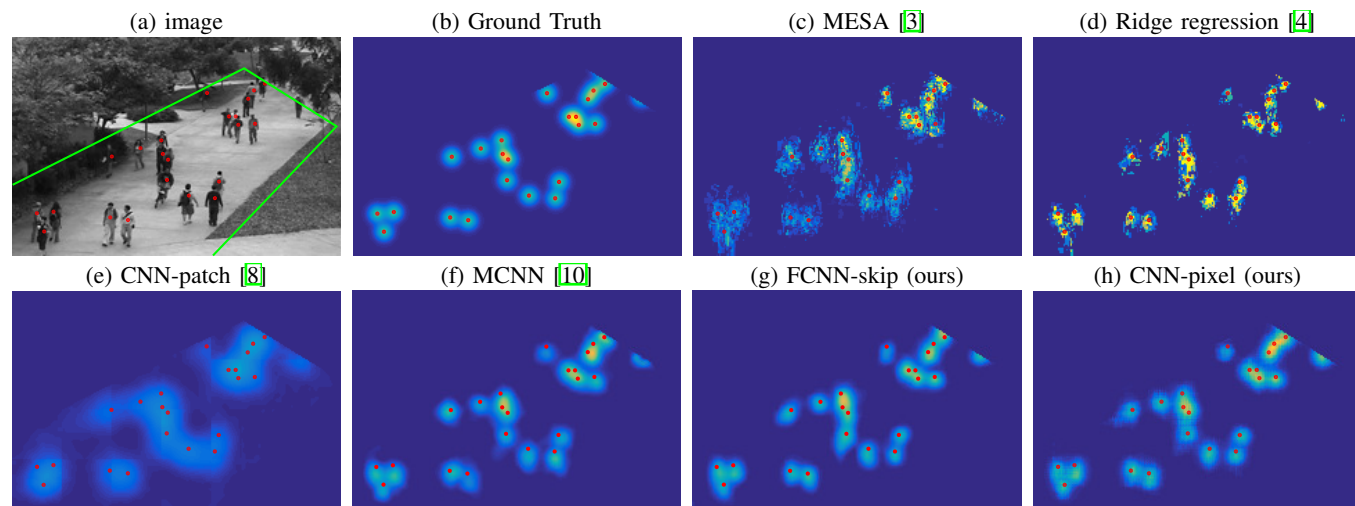 (a) image
(b) Ground Truth
(c) MESA [3]
(d) Ridge regression [4]
(e) CNN-patch [8]
(f) MCNN [10]
(g) FCNN-skip (ours)
(h) CNN-pixel (ours)